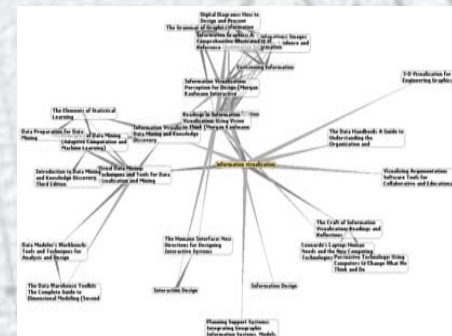 Digital Diagrams: How to
Design and Present
The Grammar of Graphics
Information Graphics: A
Comprehensive Illustrated
Reference
Envisioning Information
Information Visualization:
Perception for Design (Morgan
Kaufmann Interactive
3-D Visualization for
Engineering Graphics
Readings in Information
Visualization: Using Vision
to Think (Morgan Kaufmann
The Elements of Statistical
Learning
Data Preparation for Data
Mining
of Data Mining
(Adaptive Computation and
Machine Learning)
Information Visualiz
Data Mining and Knowledge
Discovery
The Data Handbook: A Guide to
Understanding the
Organization and
Information Visualization
Introduction to Data Mining
and Knowledge Discovery,
Third Edition
Visual Data Mining:
Techniques and Tools for Data
Visualization and Mining
Visualizing Argumentation:
Software Tools for
Collaborative and Educational
The Craft of Information
Visualization: Readings and
Reflections
Leonardo's Laptop: Human
Needs and the New Computing
Technologies
Persuasive Technology: Using
Computers to Change What We
Think and Do
The Humane Interface: New
Directions for Designing
Interactive Systems
Data Modeler's Workbench:
Tools and Techniques for
Analysis and Design
The Data Warehouse Toolkit:
The Complete Guide to
Dimensional Modeling (Second
Interactive Design
Information Design
Planning Support Systems:
Integrating Geographic
Information Systems, Models,